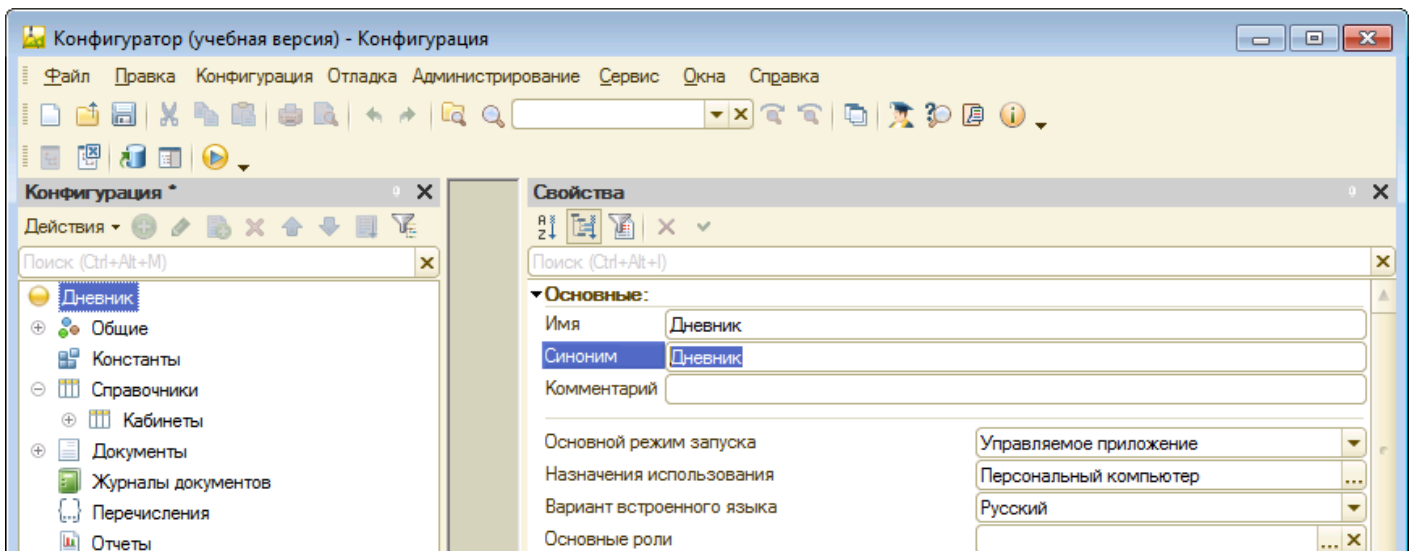 Конфигуратор (учебная версия) - Конфигурация
Файл Правка Конфигурация Отладка Администрирование Сервис Окна Справка
Конфигурация *
Действия
Поиск (Ctrl+Alt+M)
Дневник
Общие
Константы
Справочники
Кабинеты
Документы
Журналы документов
Перечисления
Отчеты
Свойства
Поиск (Ctrl+Alt+I)
Основные:
Имя Дневник
Синоним Дневник
Комментарий
Основной режим запуска Управляемое приложение
Назначения использования Персональный компьютер ...
Вариант встроенного языка Русский
Основные роли ...